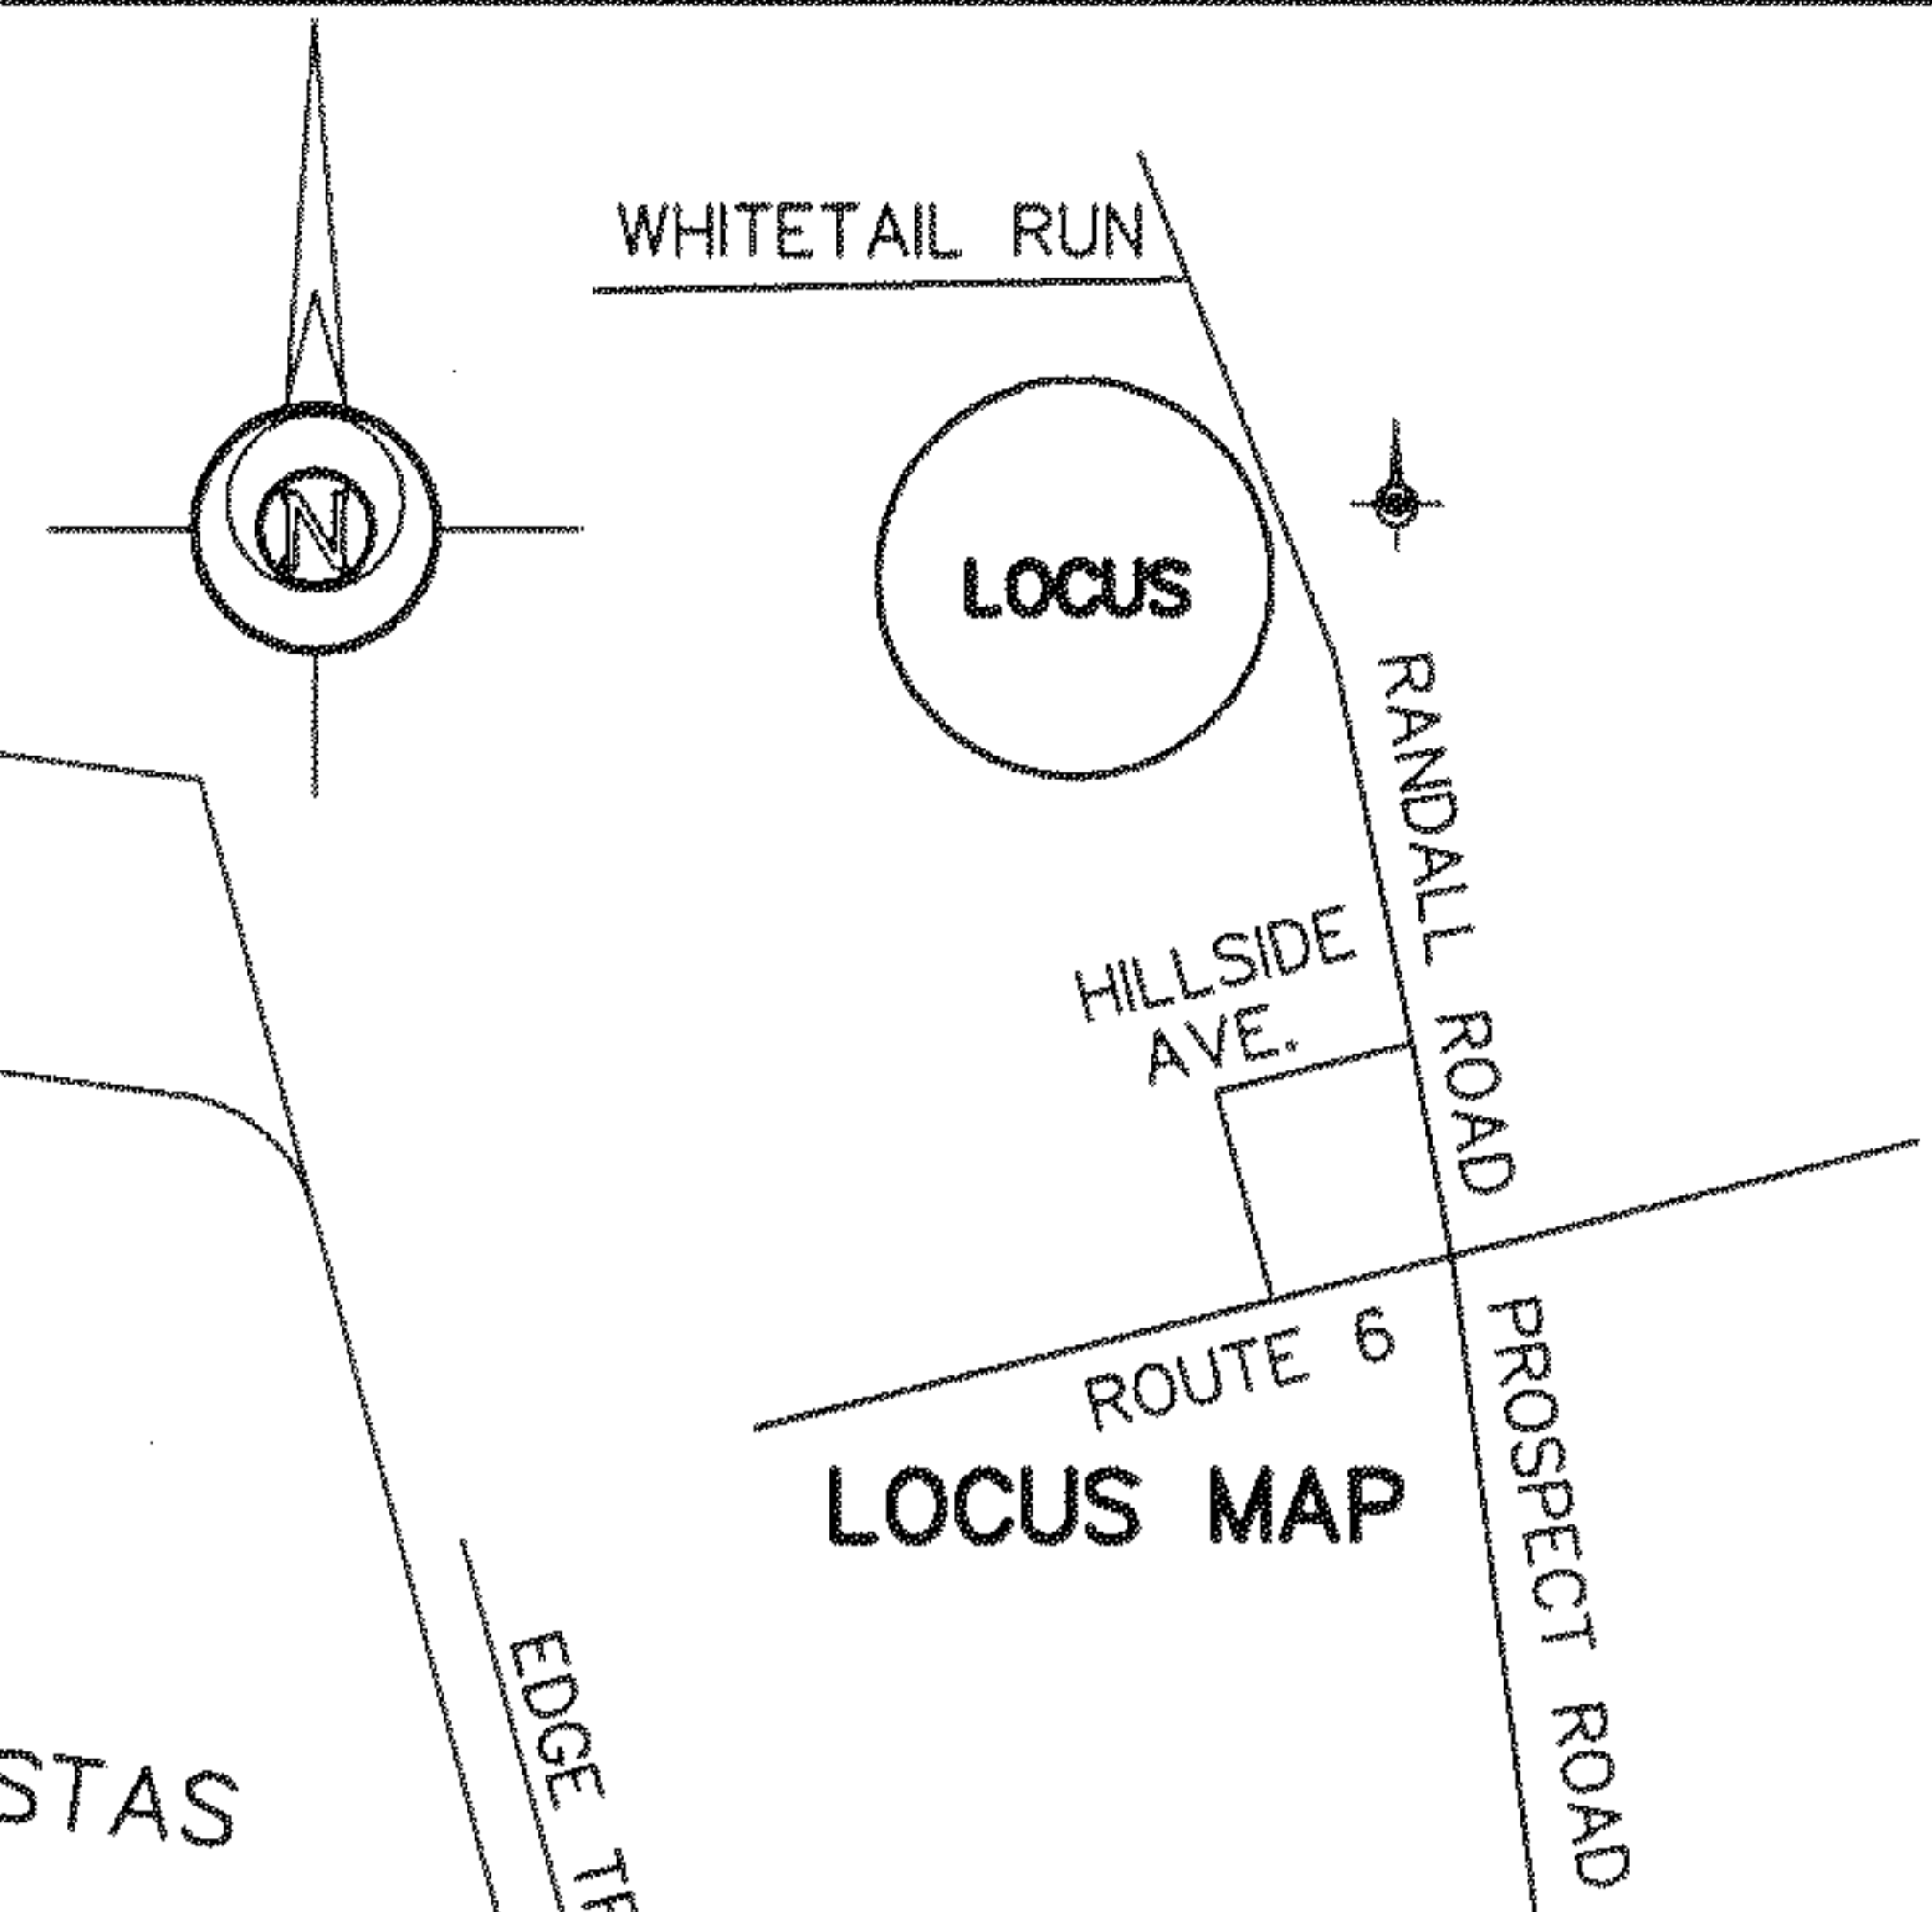 WHITETAIL RUN
N
LOCUS
RANDALL ROAD
HILLSIDE
AVE.
ROUTE 6
LOCUS MAP
PROSPECT ROAD
EDGE
STAS